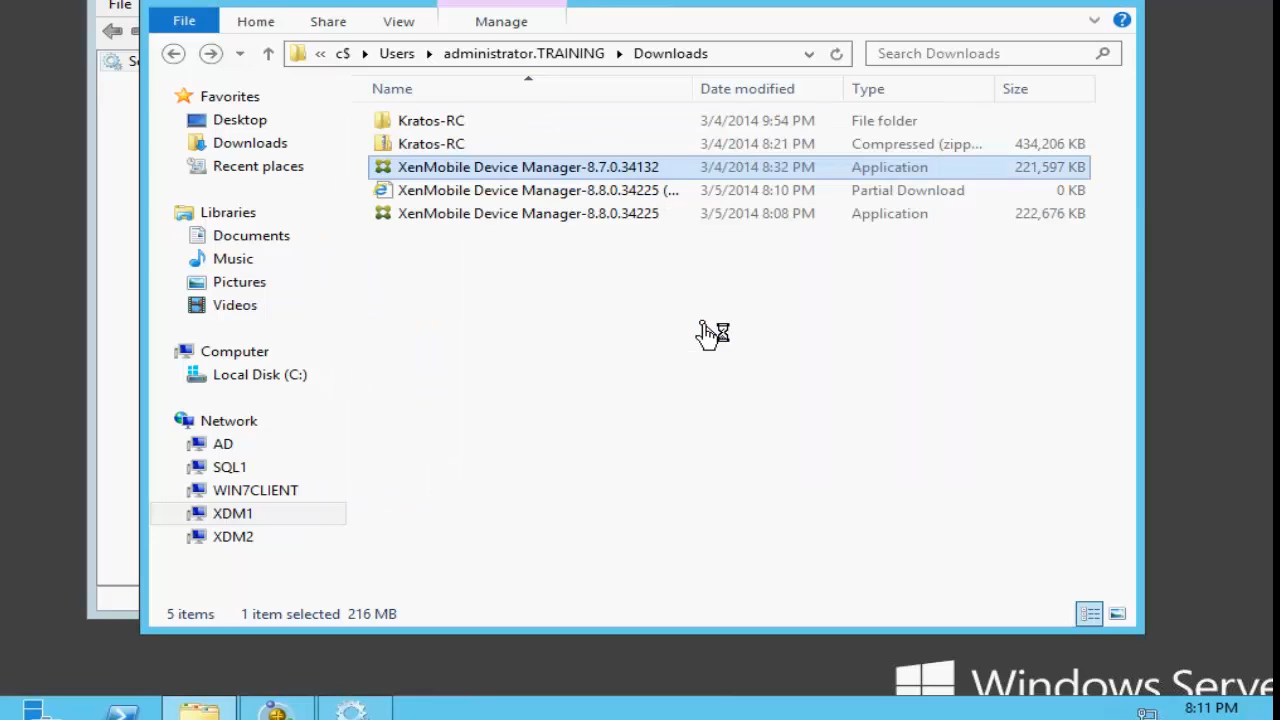 File
File Home Share View Manage
« c$ Users administrator.TRAINING Downloads Search Downloads
Name Date modified Type Size
Favorites
Desktop
Downloads
Recent places
Libraries
Documents
Music
Pictures
Videos
Computer
Local Disk (C:)
Network
AD
SQL1
WIN7CLIENT
XDM1
XDM2
Kratos-RC 3/4/2014 9:54 PM File folder
Kratos-RC 3/4/2014 8:21 PM Compressed (zipp... 434,206 KB
XenMobile Device Manager-8.7.0.34132 3/4/2014 8:32 PM Application 221,597 KB
XenMobile Device Manager-8.8.0.34225 (... 3/5/2014 8:10 PM Partial Download 0 KB
XenMobile Device Manager-8.8.0.34225 3/5/2014 8:08 PM Application 222,676 KB
5 items 1 item selected 216 MB
Windows Serve
8:11 PM